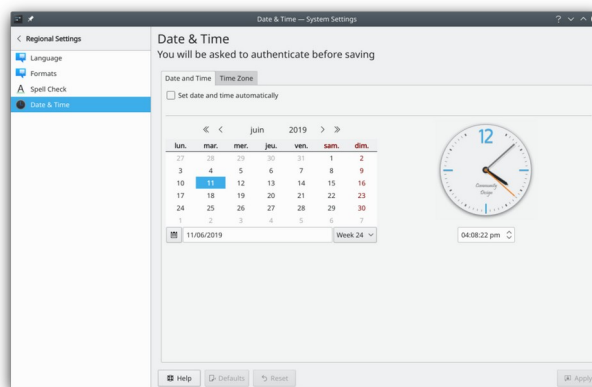 Date & Time — System Settings
Regional Settings
Language
Formats
Spell Check
Date & Time
Date & Time
You will be asked to authenticate before saving
Date and Time Time Zone
Set date and time automatically
juin 2019
lun. mar. mer. jeu. ven. sam. dim.
27 28 29 30 31 1 2
3 4 5 6 7 8 9
10 11 12 13 14 15 16
17 18 19 20 21 22 23
24 25 26 27 28 29 30
1 2 3 4 5 6 7
11/06/2019 Week 24
12
Community
Design
04:08:22 pm
Help Defaults Reset Apply